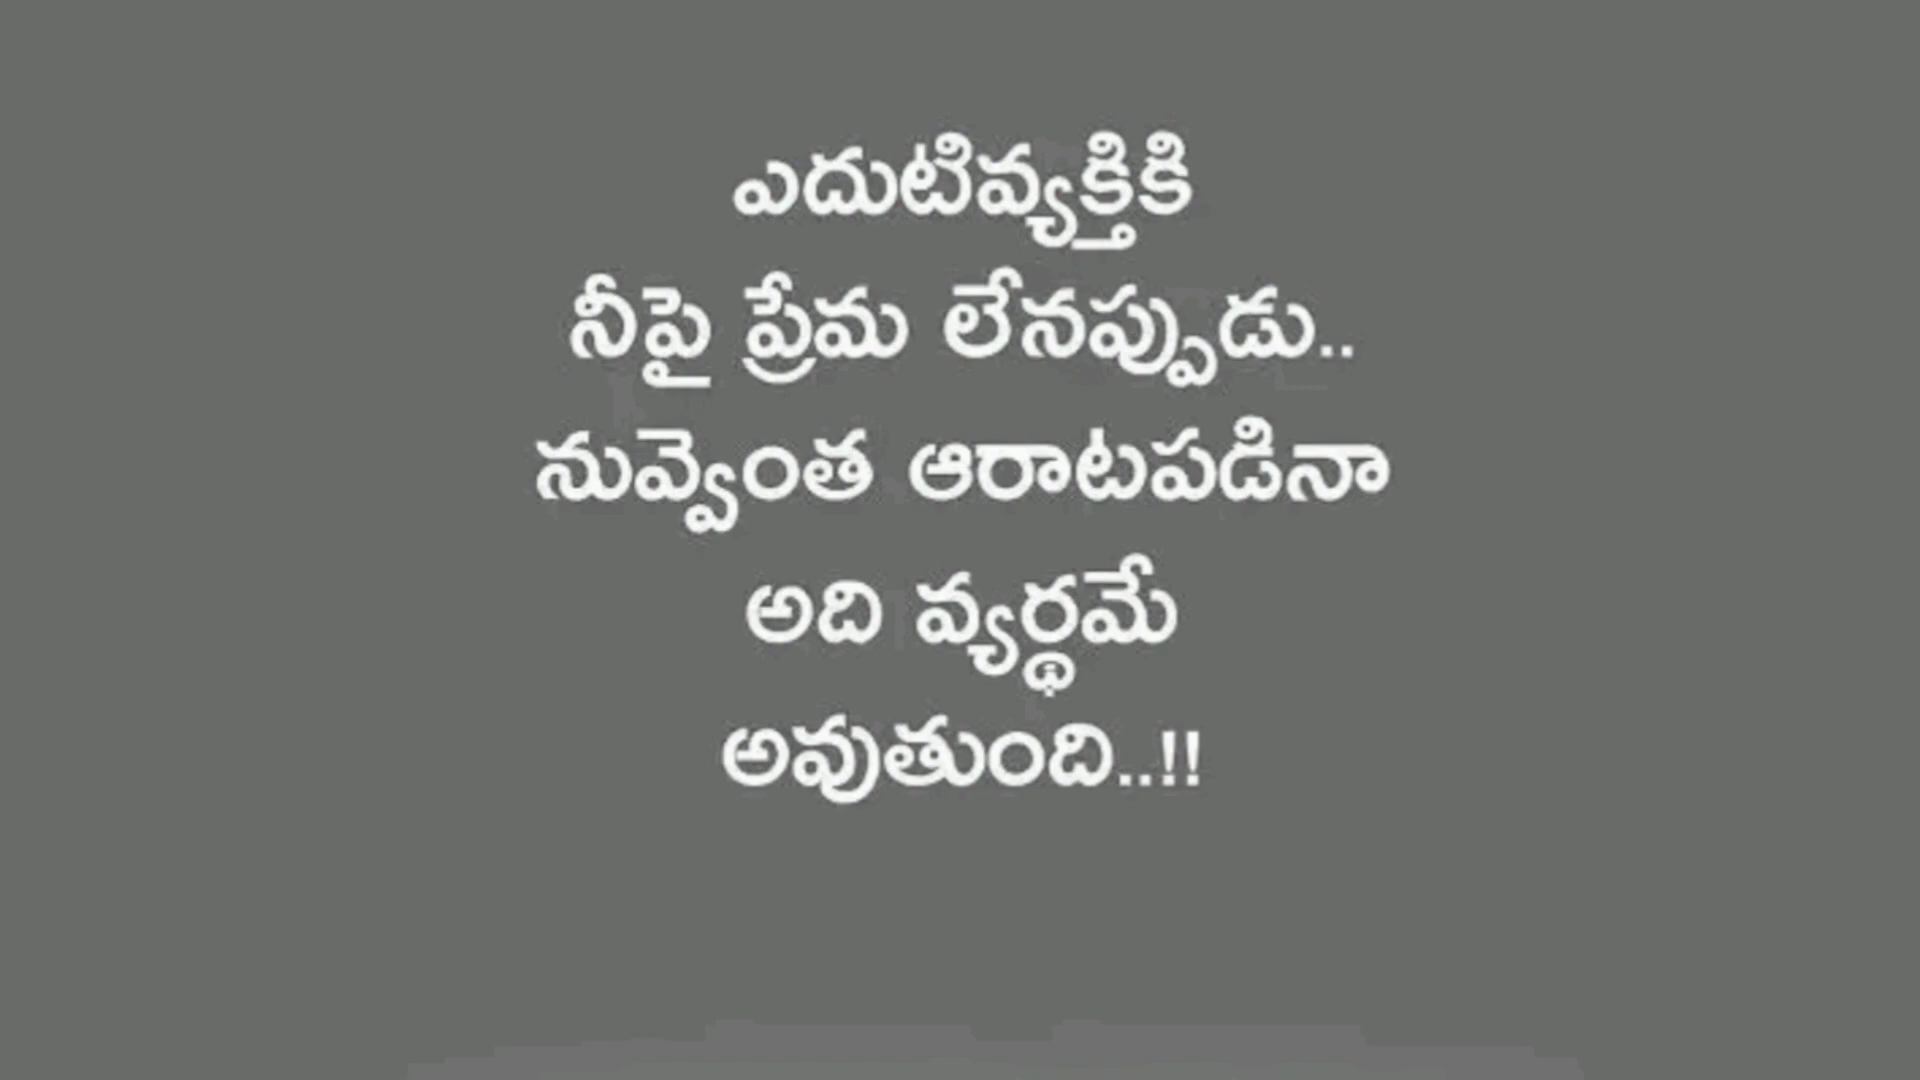 ఎదుటివ్యక్తికి
నీపై ప్రేమ లేనప్పుడు..
నువ్వెంత ఆరాటపడినా
అది వ్యర్థమే
అవుతుంది..!!